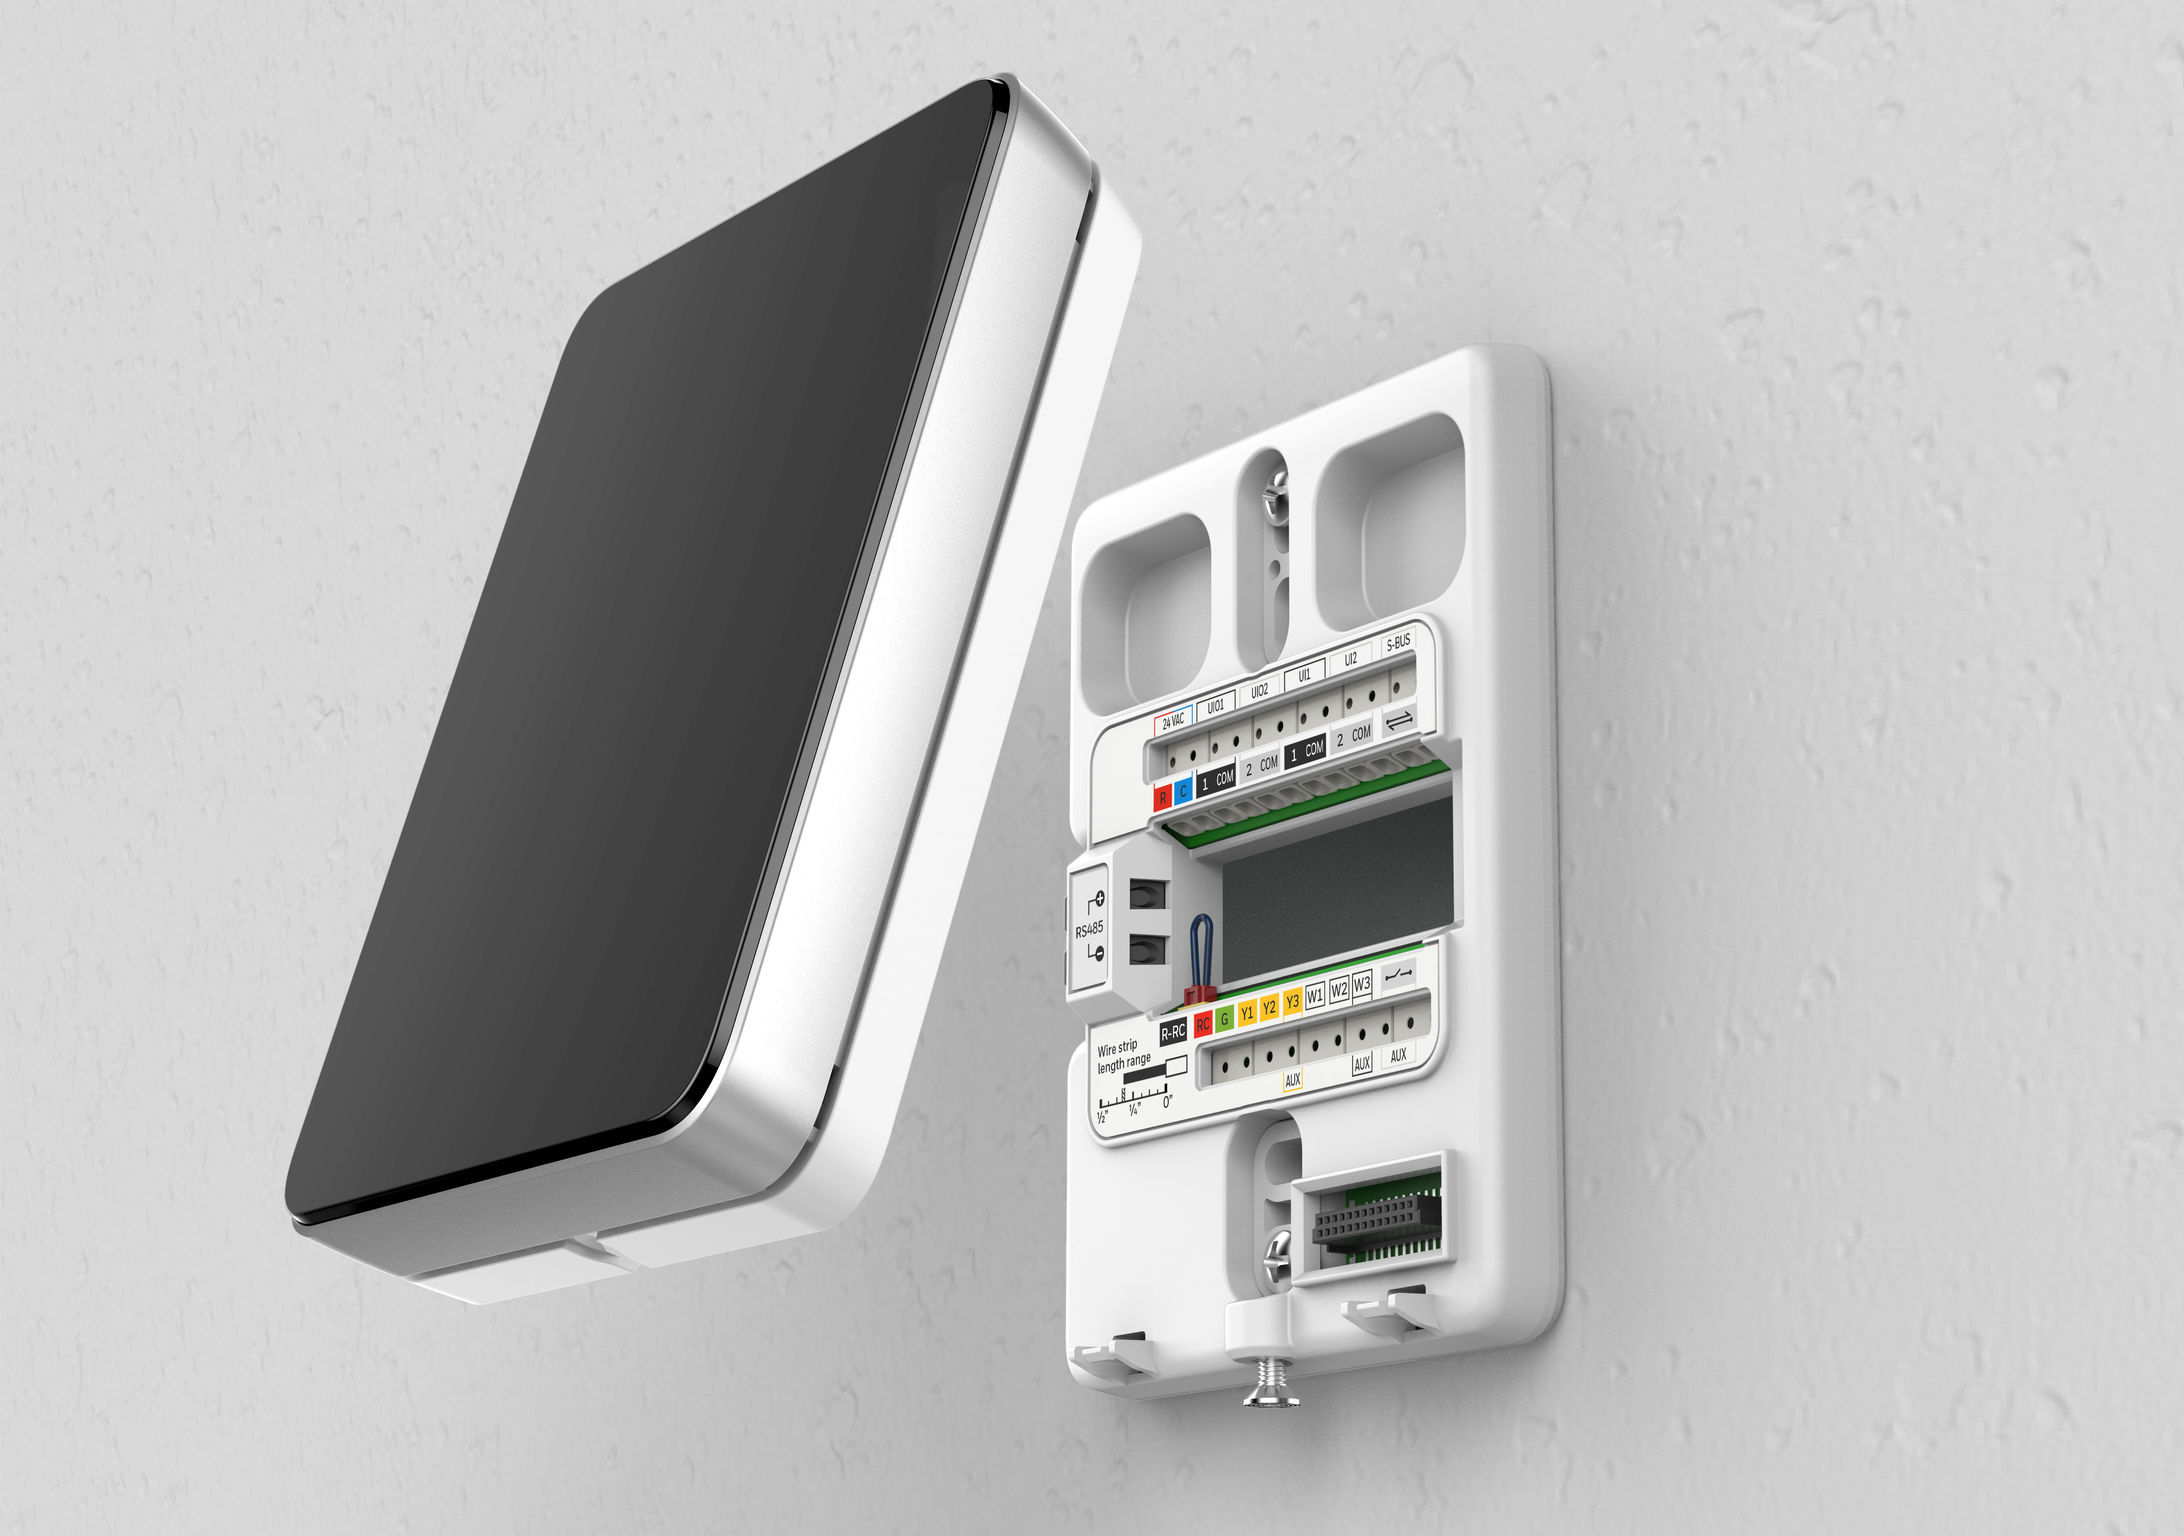 24 VAC UIO1 UIO2 UI1 UI2 S-BUS
R C 1 COM 2 COM 1 COM 2 COM
RS485
R-RC RC G Y1 Y2 Y3 W1 W2 W3
Wire strip
length range
½" ¼" 0"
AUX AUX AUX